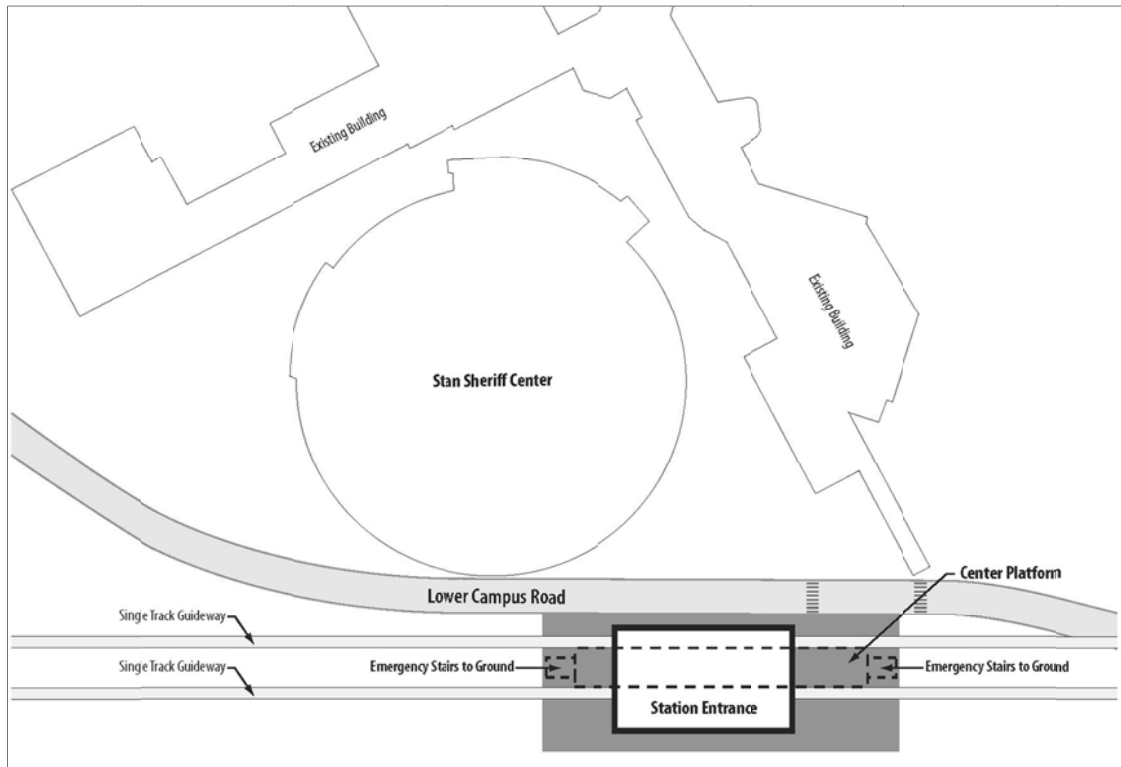 Existing Building
Existing Building
Stan Sheriff Center
Center Platform
Lower Campus Road
Singe Track Guideway
Singe Track Guideway
Emergency Stairs to Ground
Emergency Stairs to Ground
Station Entrance